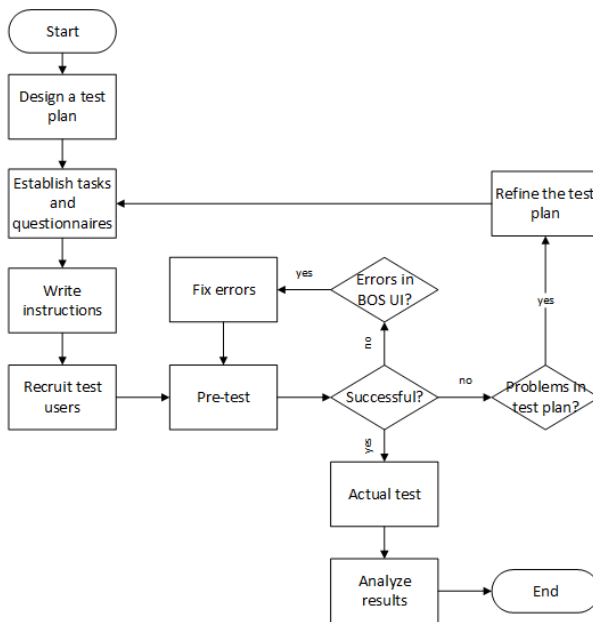 Start
Design a test
plan
Establish tasks
and
questionnaires
Refine the test
plan
Write
instructions
Fix errors
yes
Errors in
BOS UI?
yes
no
Recruit test
users
Pre-test
Successful?
no
Problems in
test plan?
yes
Actual test
Analyze
results
End